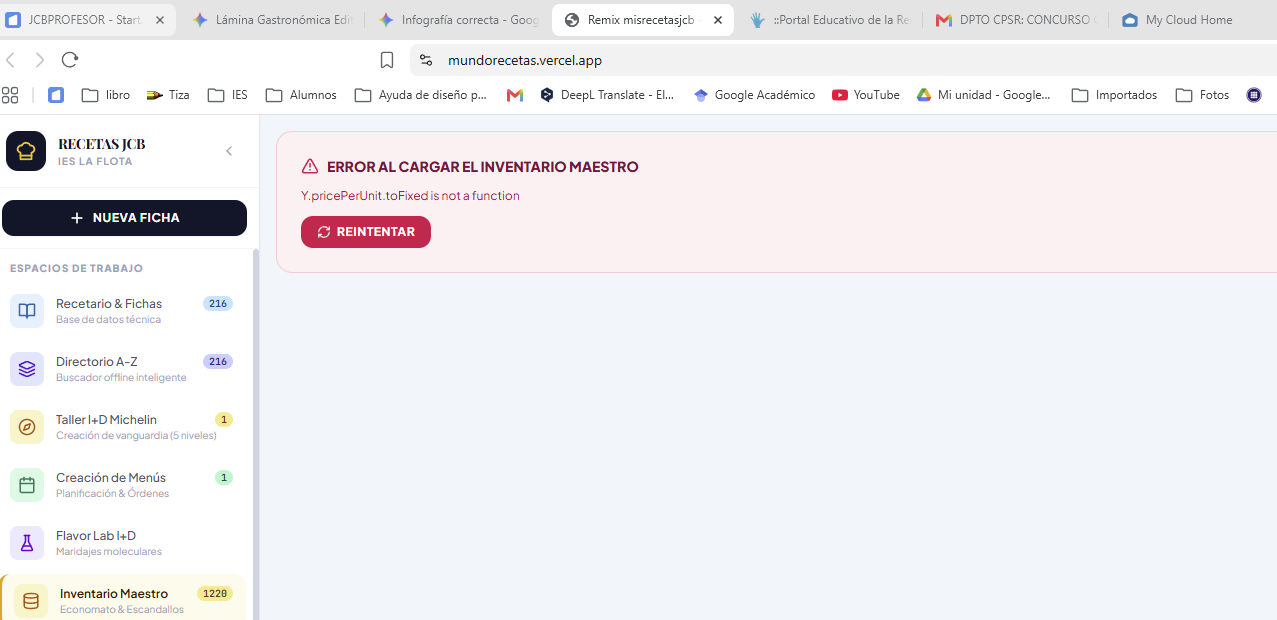 JCBPROFESOR - Start.
Lámina Gastronómica Edi
Infografía correcta - Goog
Remix misrecetasjcb
::Portal Educativo de la Re
DPTO CPSR: CONCURSO
My Cloud Home
mundorecetas.vercel.app
libro
Tiza
IES
Alumnos
Ayuda de diseño p...
DeepL Translate - El...
Google Académico
YouTube
Mi unidad - Google...
Importados
Fotos
RECETAS JCB
IES LA FLOTA
+ NUEVA FICHA
ESPACIOS DE TRABAJO
Recetario & Fichas 216
Base de datos técnica
Directorio A-Z 216
Buscador offline inteligente
Taller I+D Michelin 1
Creación de vanguardia (5 niveles)
Creación de Menús 1
Planificación & Órdenes
Flavor Lab I+D
Maridajes moleculares
Inventario Maestro 1220
Economato & Escandallos
ERROR AL CARGAR EL INVENTARIO MAESTRO
Y.pricePerUnit.toFixed is not a function
REINTENTAR